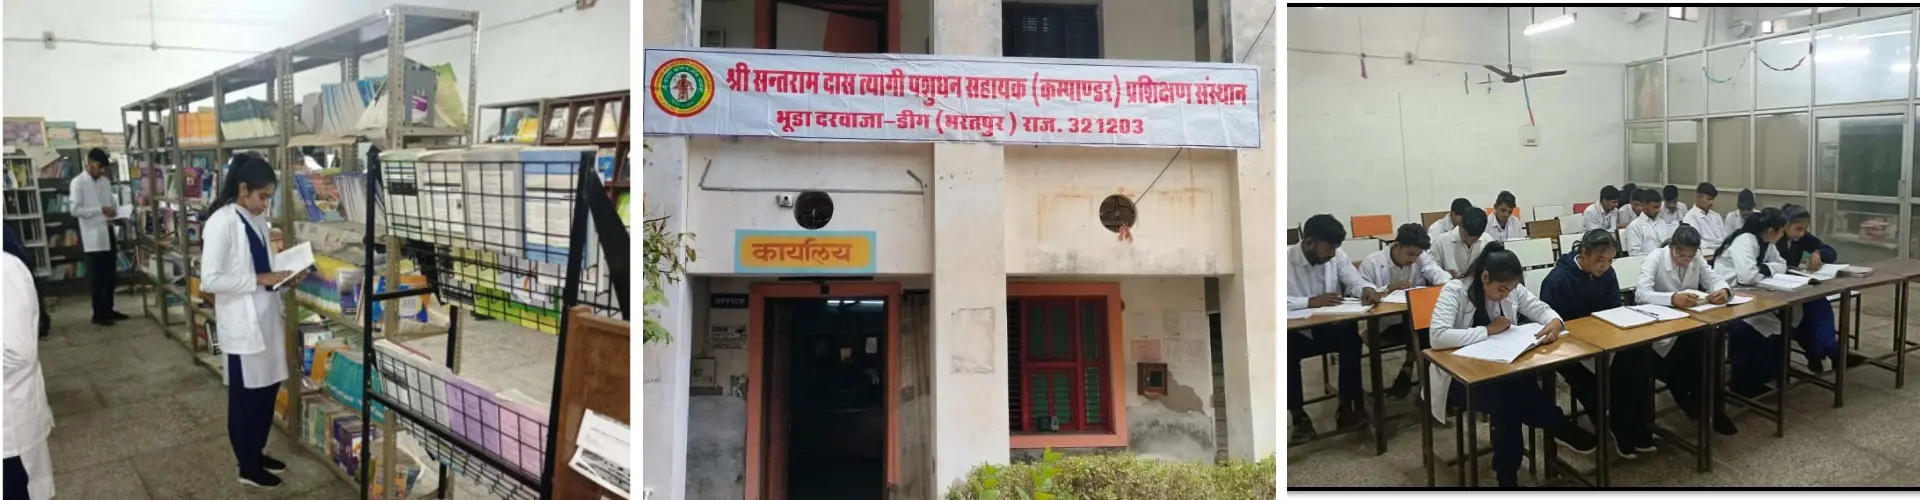 श्री सन्तराम दास त्यागी पशुधन सहायक (कम्पाण्डर) प्रशिक्षण संस्थान
भूडा दरवाजा-डीग (भरतपुर) राज. 321203
कार्यालय
OFFICE